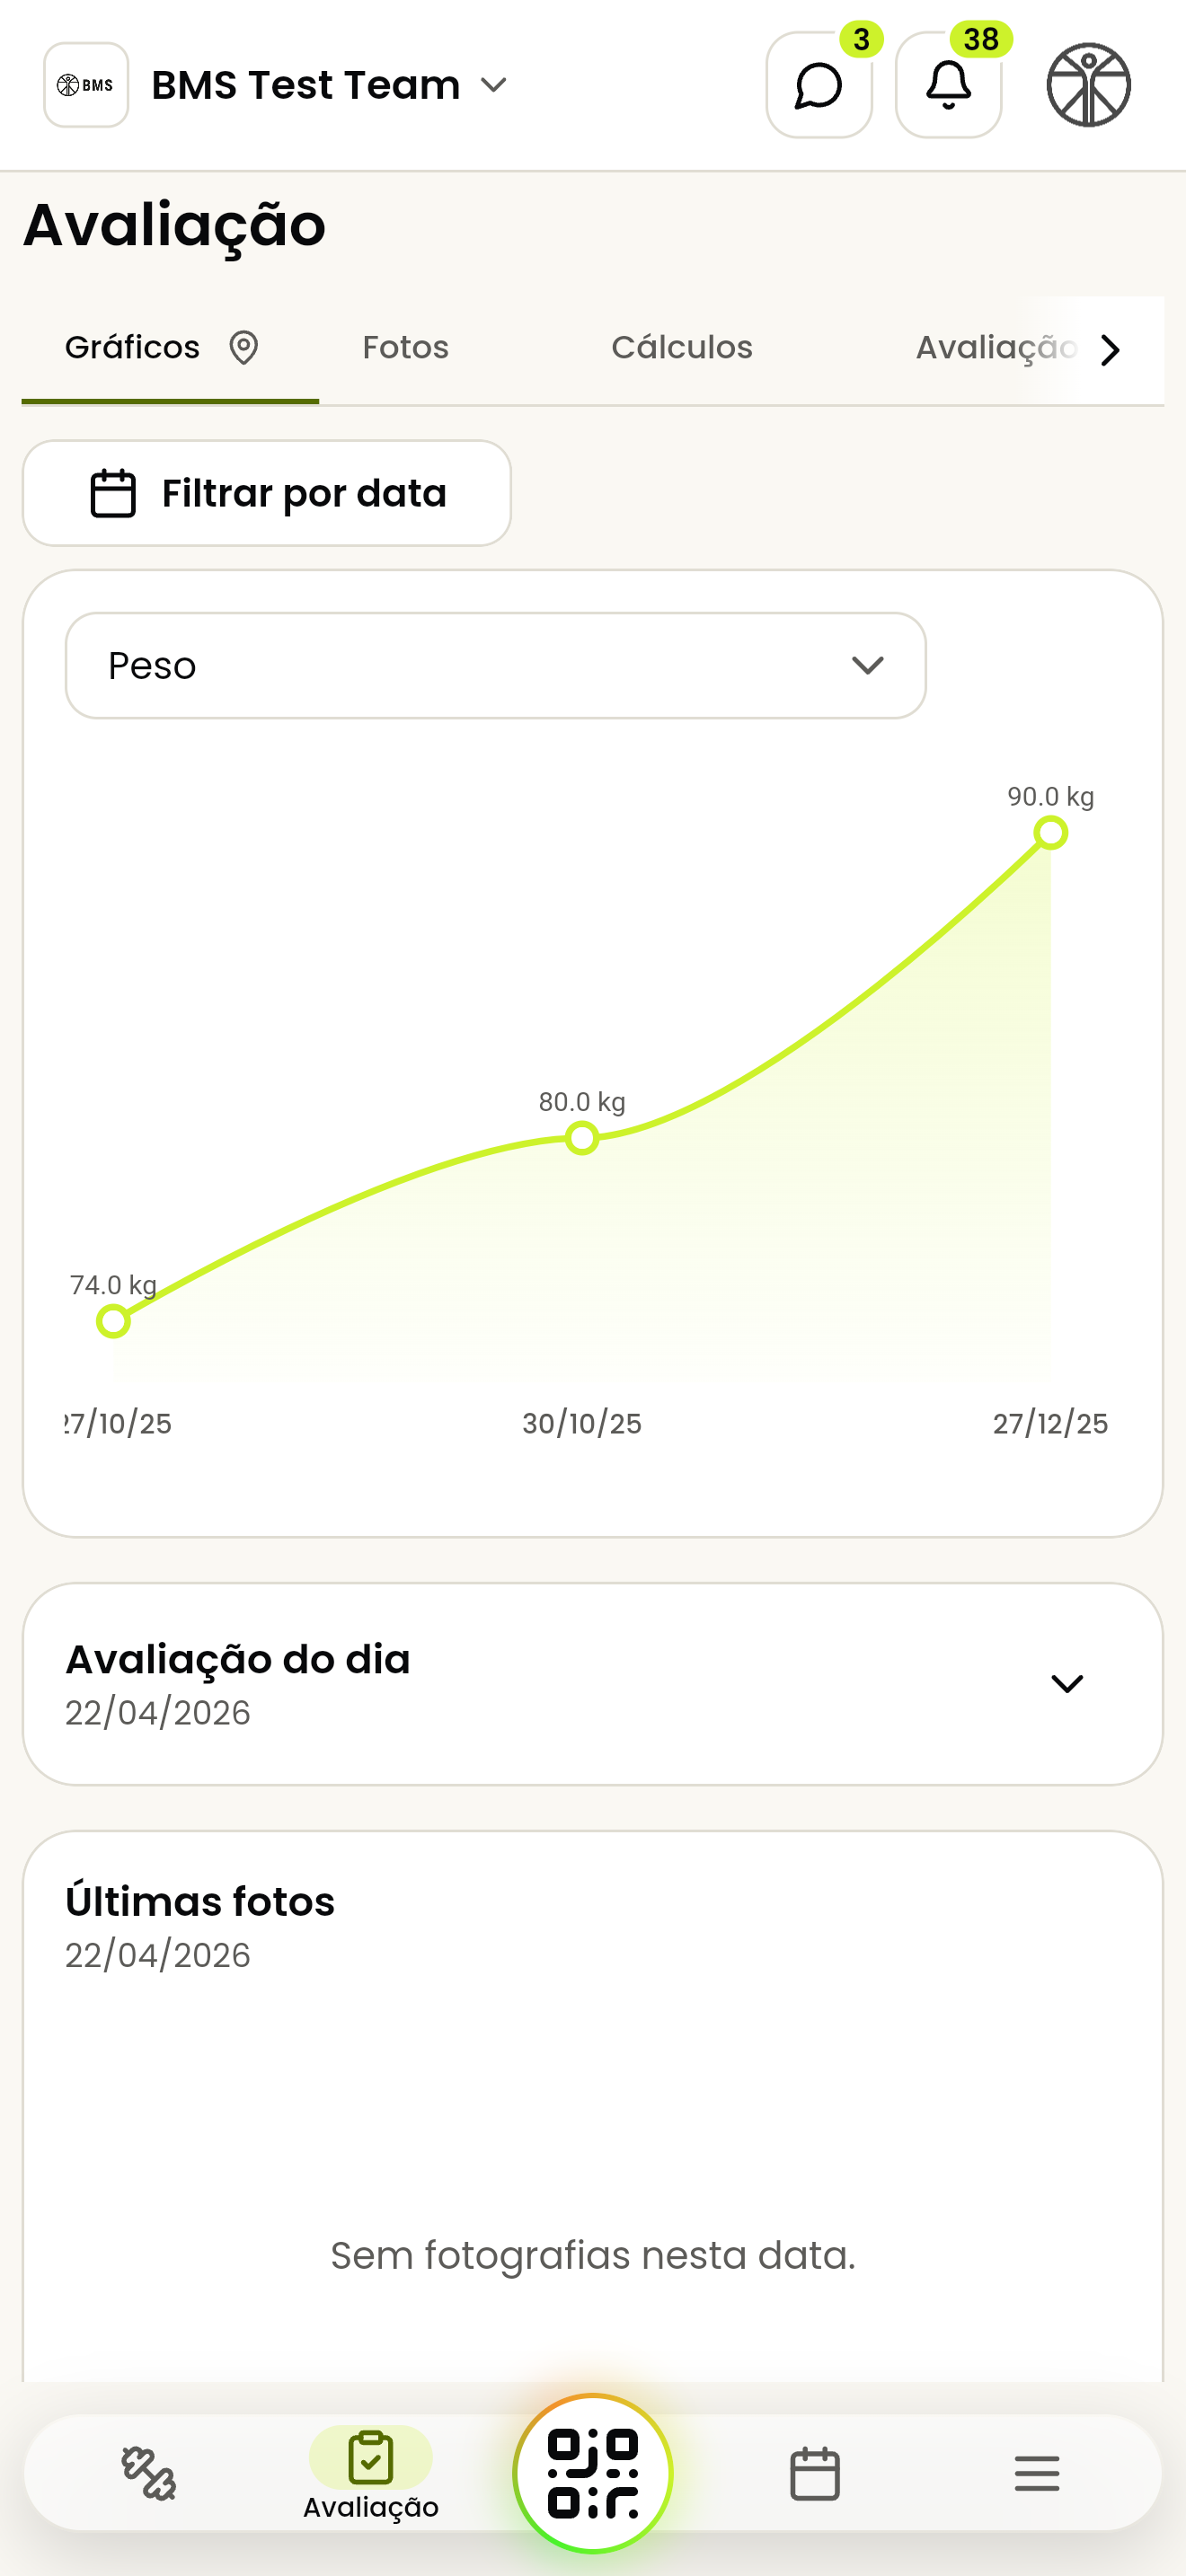 BMS
BMS Test Team
3
38
Avaliação
Gráficos
Fotos
Cálculos
Avaliação
Filtrar por data
Peso
90.0 kg
80.0 kg
74.0 kg
27/10/25
30/10/25
27/12/25
Avaliação do dia
22/04/2026
Últimas fotos
22/04/2026
Sem fotografias nesta data.
Avaliação